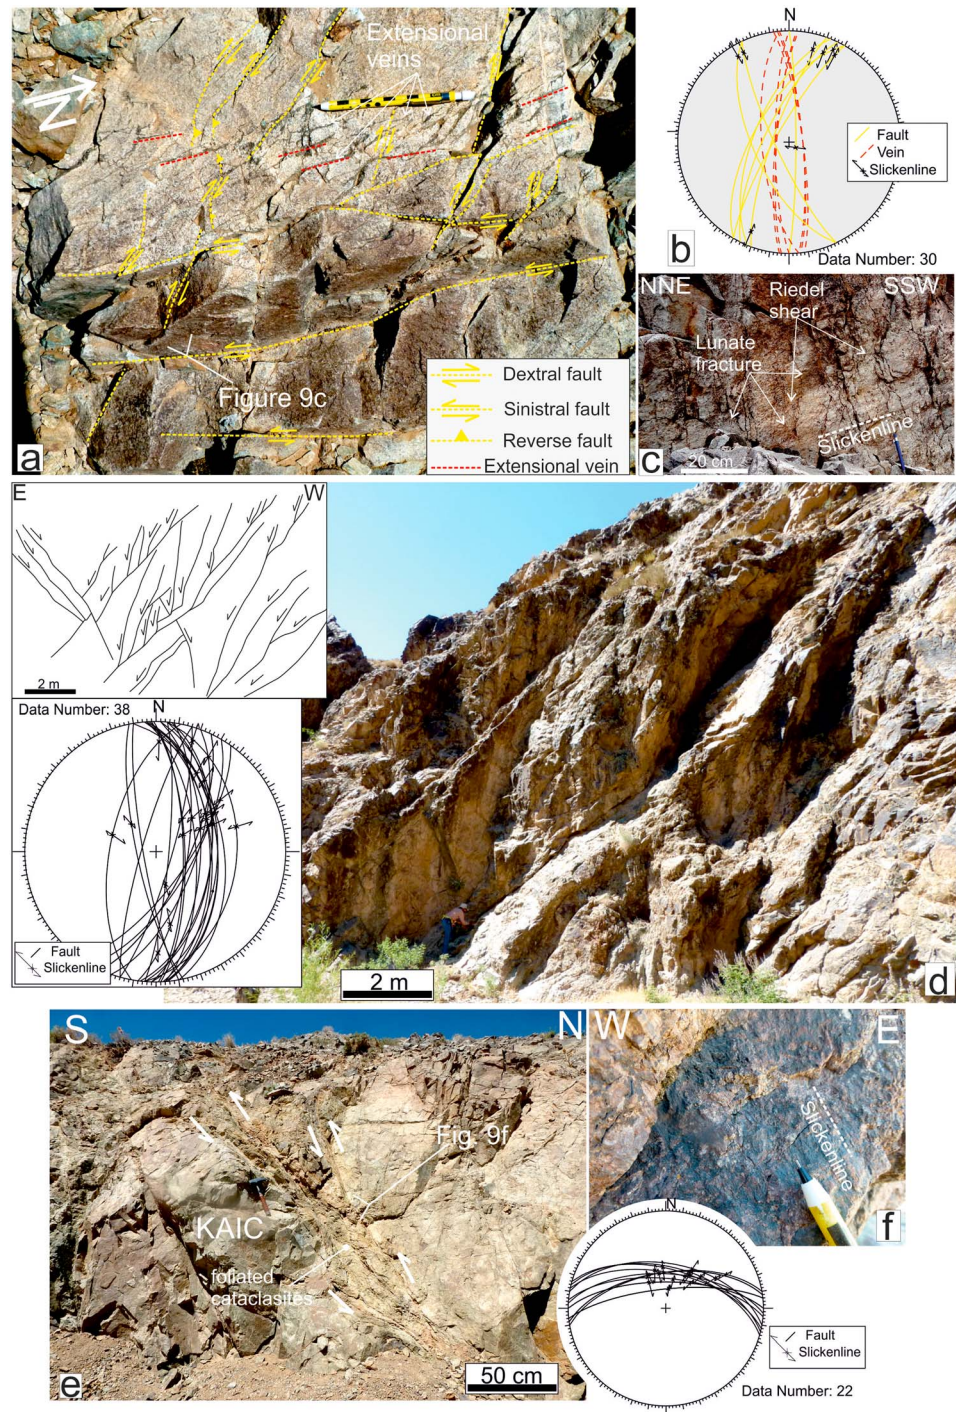 Extensional
veins
N
Figure 9c
Dextral fault
Sinistral fault
Reverse fault
Extensional vein
a
N
Fault
Vein
Slickenline
b
Data Number: 30
NNE
Riedel
shear
SSW
Lunate
fracture
Slickenline
20 cm
c
E
W
2 m
Data Number: 38
N
Fault
Slickenline
2 m
d
S
N
Fig. 9f
KAIC
foliated
cataclasites
50 cm
e
W
E
Slickenline
f
N
Fault
Slickenline
Data Number: 22